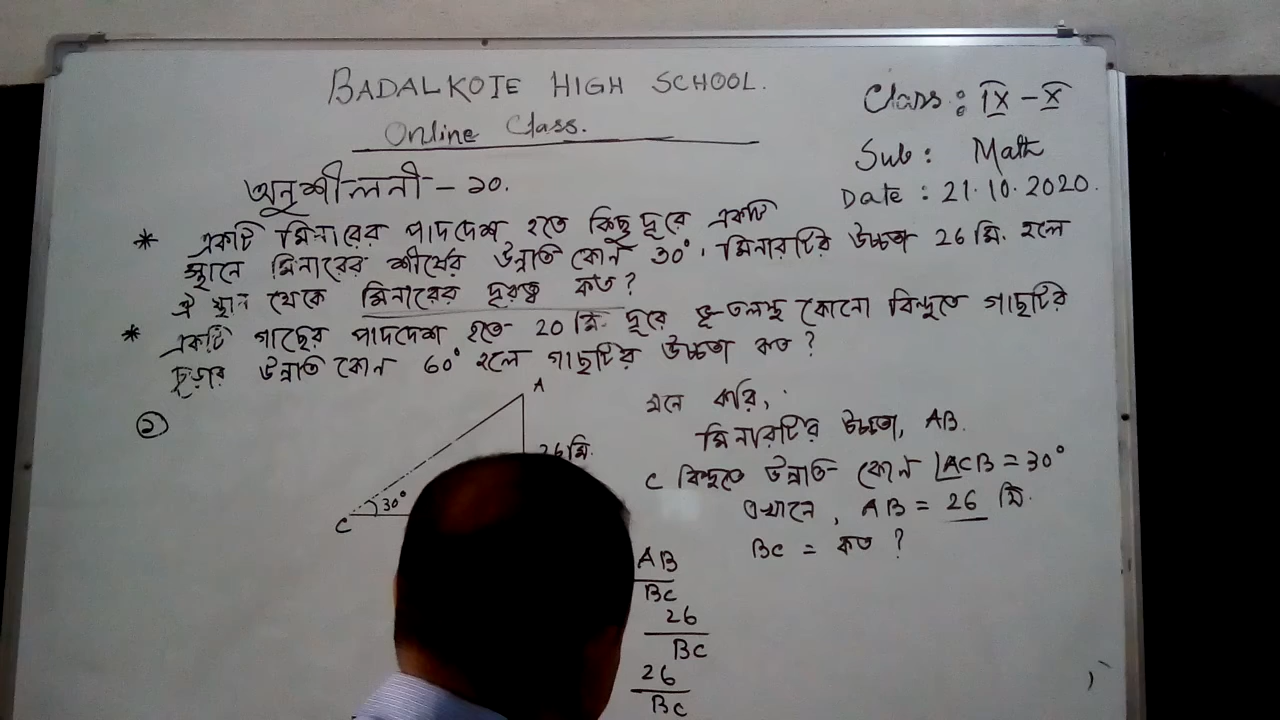 BADALKOTE HIGH SCHOOL.
Online Class.
Class : IX - X
Sub : Math
Date : 21.10.2020.
অনুশীলনী - ১০.
* একটি মিনারের পাদদেশ হতে কিছু দূরে একটি
স্থানে মিনারের শীর্ষের উন্নতি কোন 30°. মিনারটির উচ্চতা 26 মি. হলে
ঐ স্থান থেকে মিনারের দূরত্ব কত?
* একটি গাছের পাদদেশ হতে 20 মি. দূরে ভূ-তলস্থ কোনো বিন্দুতে গাছটির
চূড়ার উন্নতি কোন 60° হলে গাছটির উচ্চতা কত ?
১
A
26 মি.
30°
C
মনে করি,
মিনারটির উচ্চতা, AB.
C বিন্দুতে উন্নতি কোন ∠ACB = 30°
এখানে, AB = 26 মি.
BC = কত ?
AB
BC
26
BC
26
BC